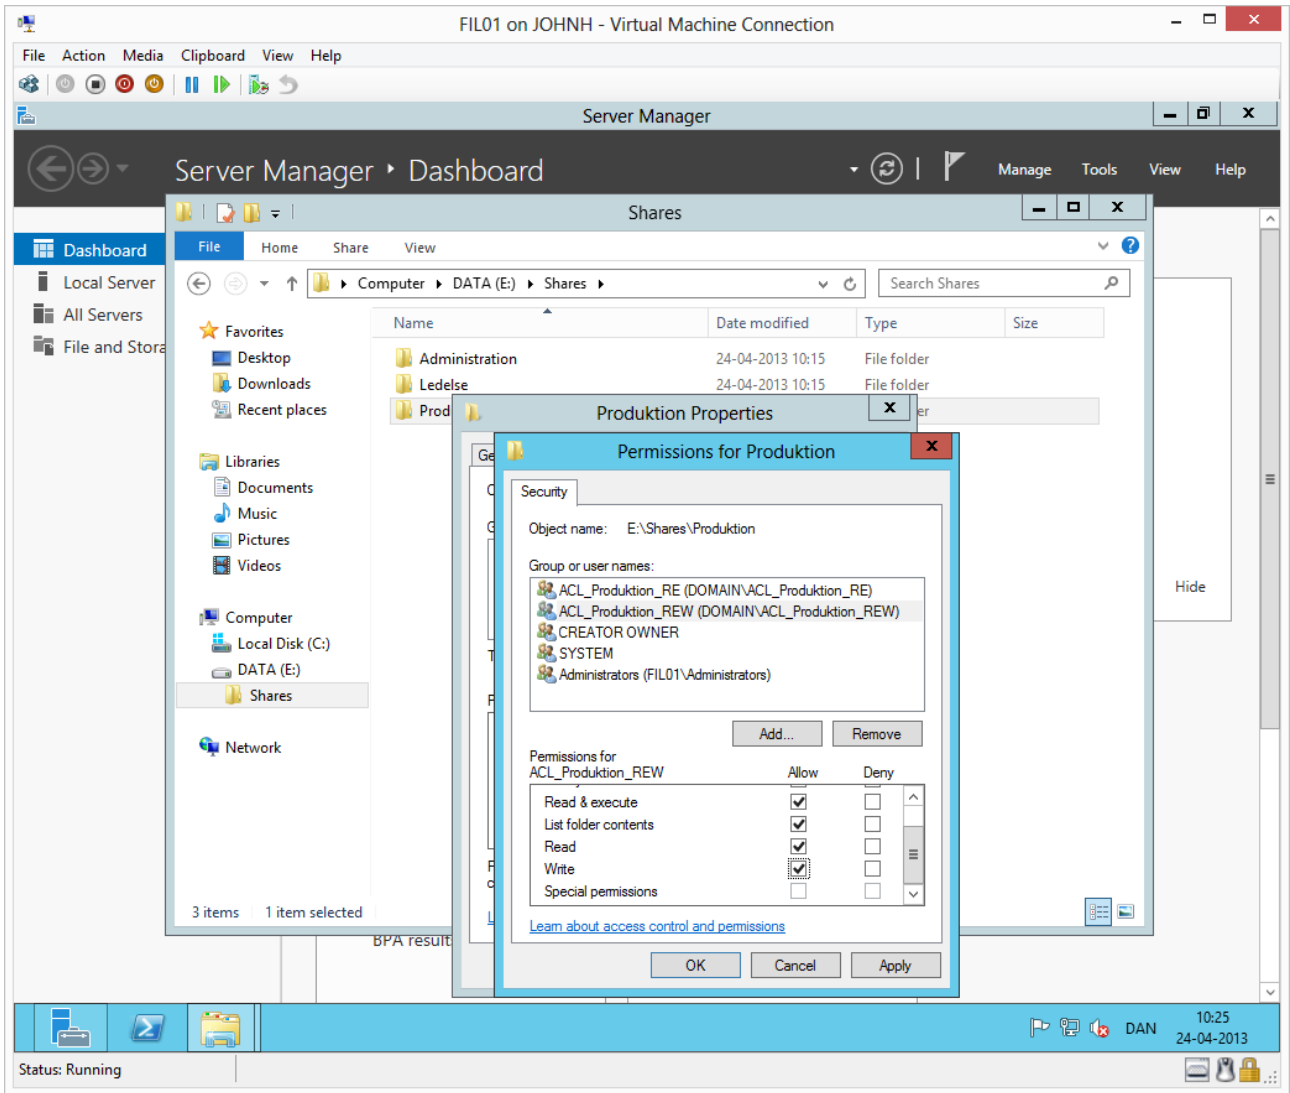 FIL01 on JOHNH - Virtual Machine Connection
File Action Media Clipboard View Help
Server Manager
Server Manager Dashboard
Manage Tools View Help
Shares
File Home Share View
Computer DATA (E:) Shares
Search Shares
Dashboard
Local Server
All Servers
File and Stora
Favorites
Desktop
Downloads
Recent places
Libraries
Documents
Music
Pictures
Videos
Computer
Local Disk (C:)
DATA (E:)
Shares
Network
Name Date modified Type Size
Administration 24-04-2013 10:15 File folder
Ledelse 24-04-2013 10:15 File folder
Prod
er
Produktion Properties
Ge
Permissions for Produktion
Security
Object name: E:\Shares\Produktion
Group or user names:
ACL_Produktion_RE (DOMAIN\ACL_Produktion_RE)
ACL_Produktion_REW (DOMAIN\ACL_Produktion_REW)
CREATOR OWNER
SYSTEM
Administrators (FIL01\Administrators)
Add... Remove
Permissions for
ACL_Produktion_REW Allow Deny
Read & execute
List folder contents
Read
Write
Special permissions
Learn about access control and permissions
OK Cancel Apply
Hide
3 items 1 item selected
BPA result
DAN
10:25
24-04-2013
Status: Running